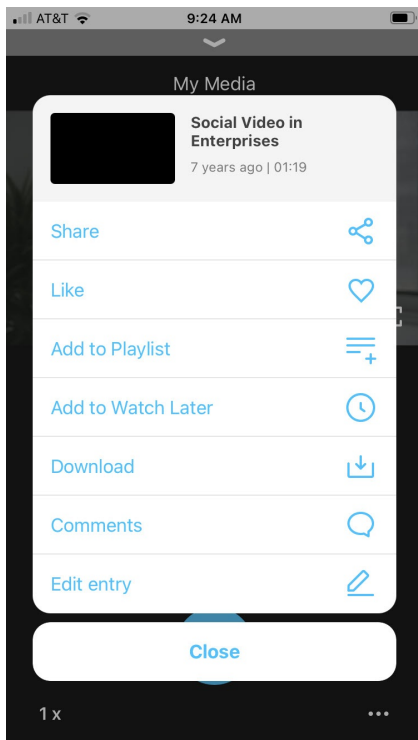 AT&T
9:24 AM
My Media
Social Video in
Enterprises
7 years ago | 01:19
Share
Like
Add to Playlist
Add to Watch Later
Download
Comments
Edit entry
Close
1 x